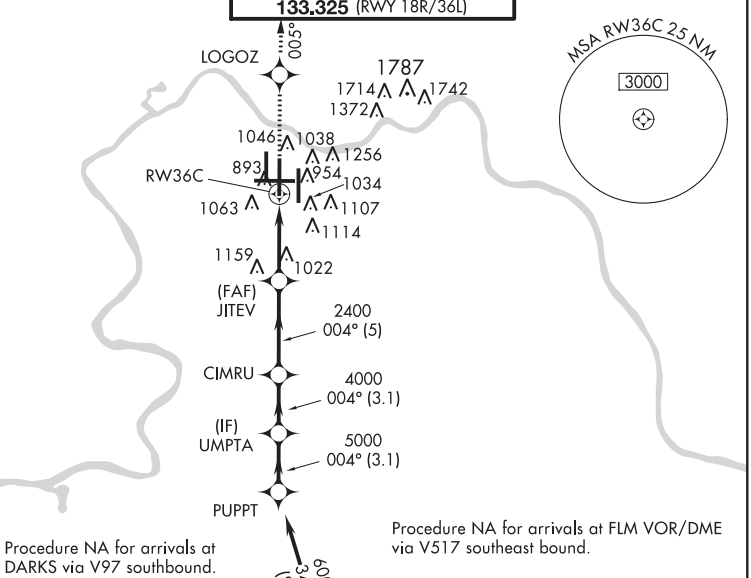 133.325 (RWY 18R/36L)
005°
LOGOZ
MSA RW36C 25 NM
3000
1787
1714
1742
1372
1046
1038
1256
893
954
RW36C
1034
1063
1107
1114
1159
1022
(FAF)
JITEV
2400
004° (5)
CIMRU
4000
004° (3.1)
(IF)
UMPTA
5000
004° (3.1)
PUPPT
Procedure NA for arrivals at
DARKS via V97 southbound.
Procedure NA for arrivals at FLM VOR/DME
via V517 southeast bound.